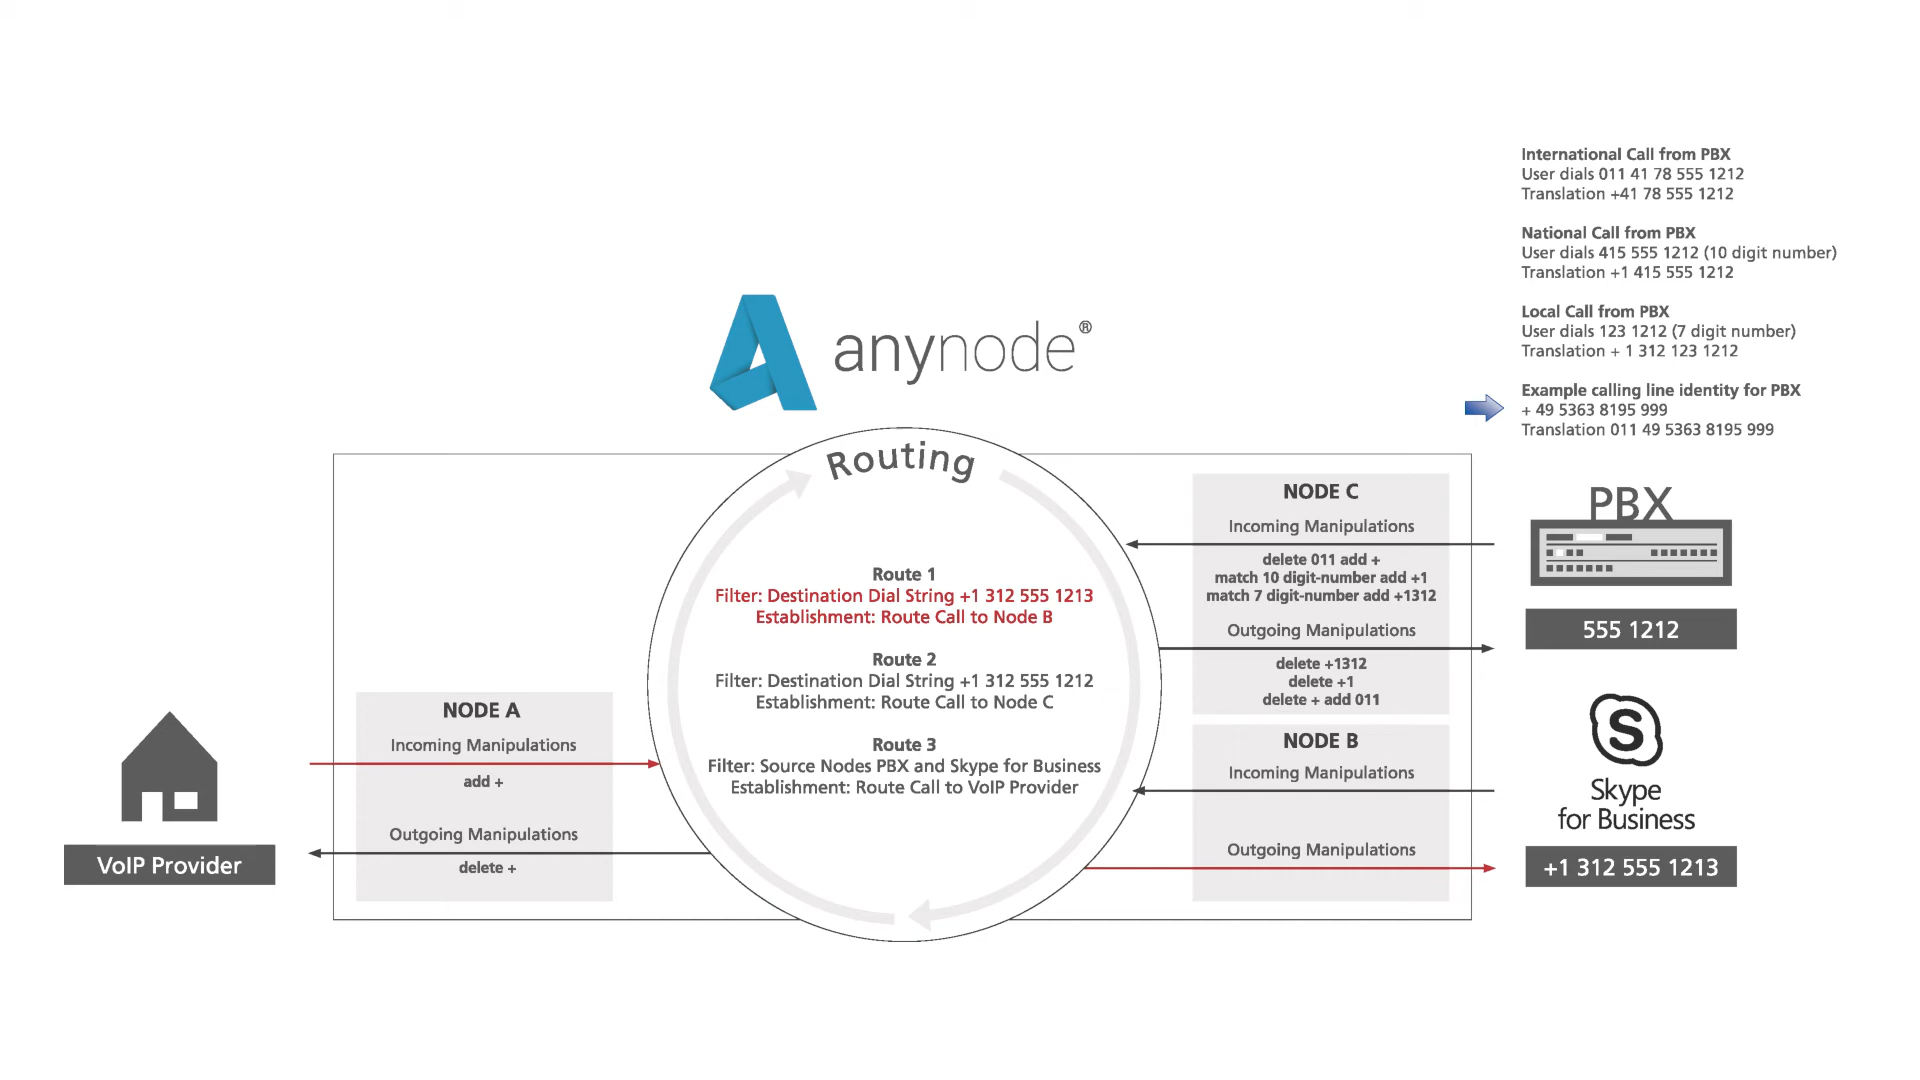 International Call from PBX
User dials 011 41 78 555 1212
Translation +41 78 555 1212
National Call from PBX
User dials 415 555 1212 (10 digit number)
Translation +1 415 555 1212
Local Call from PBX
User dials 123 1212 (7 digit number)
Translation + 1 312 123 1212
Example calling line identity for PBX
+ 49 5363 8195 999
Translation 011 49 5363 8195 999
anynode®
Routing
Route 1
Filter: Destination Dial String +1 312 555 1213
Establishment: Route Call to Node B
Route 2
Filter: Destination Dial String +1 312 555 1212
Establishment: Route Call to Node C
Route 3
Filter: Source Nodes PBX and Skype for Business
Establishment: Route Call to VoIP Provider
NODE A
Incoming Manipulations
add +
Outgoing Manipulations
delete +
VoIP Provider
NODE C
Incoming Manipulations
delete 011 add +
match 10 digit-number add +1
match 7 digit-number add +1312
Outgoing Manipulations
delete +1312
delete +1
delete + add 011
NODE B
Incoming Manipulations
Outgoing Manipulations
PBX
555 1212
S
Skype
for Business
+1 312 555 1213